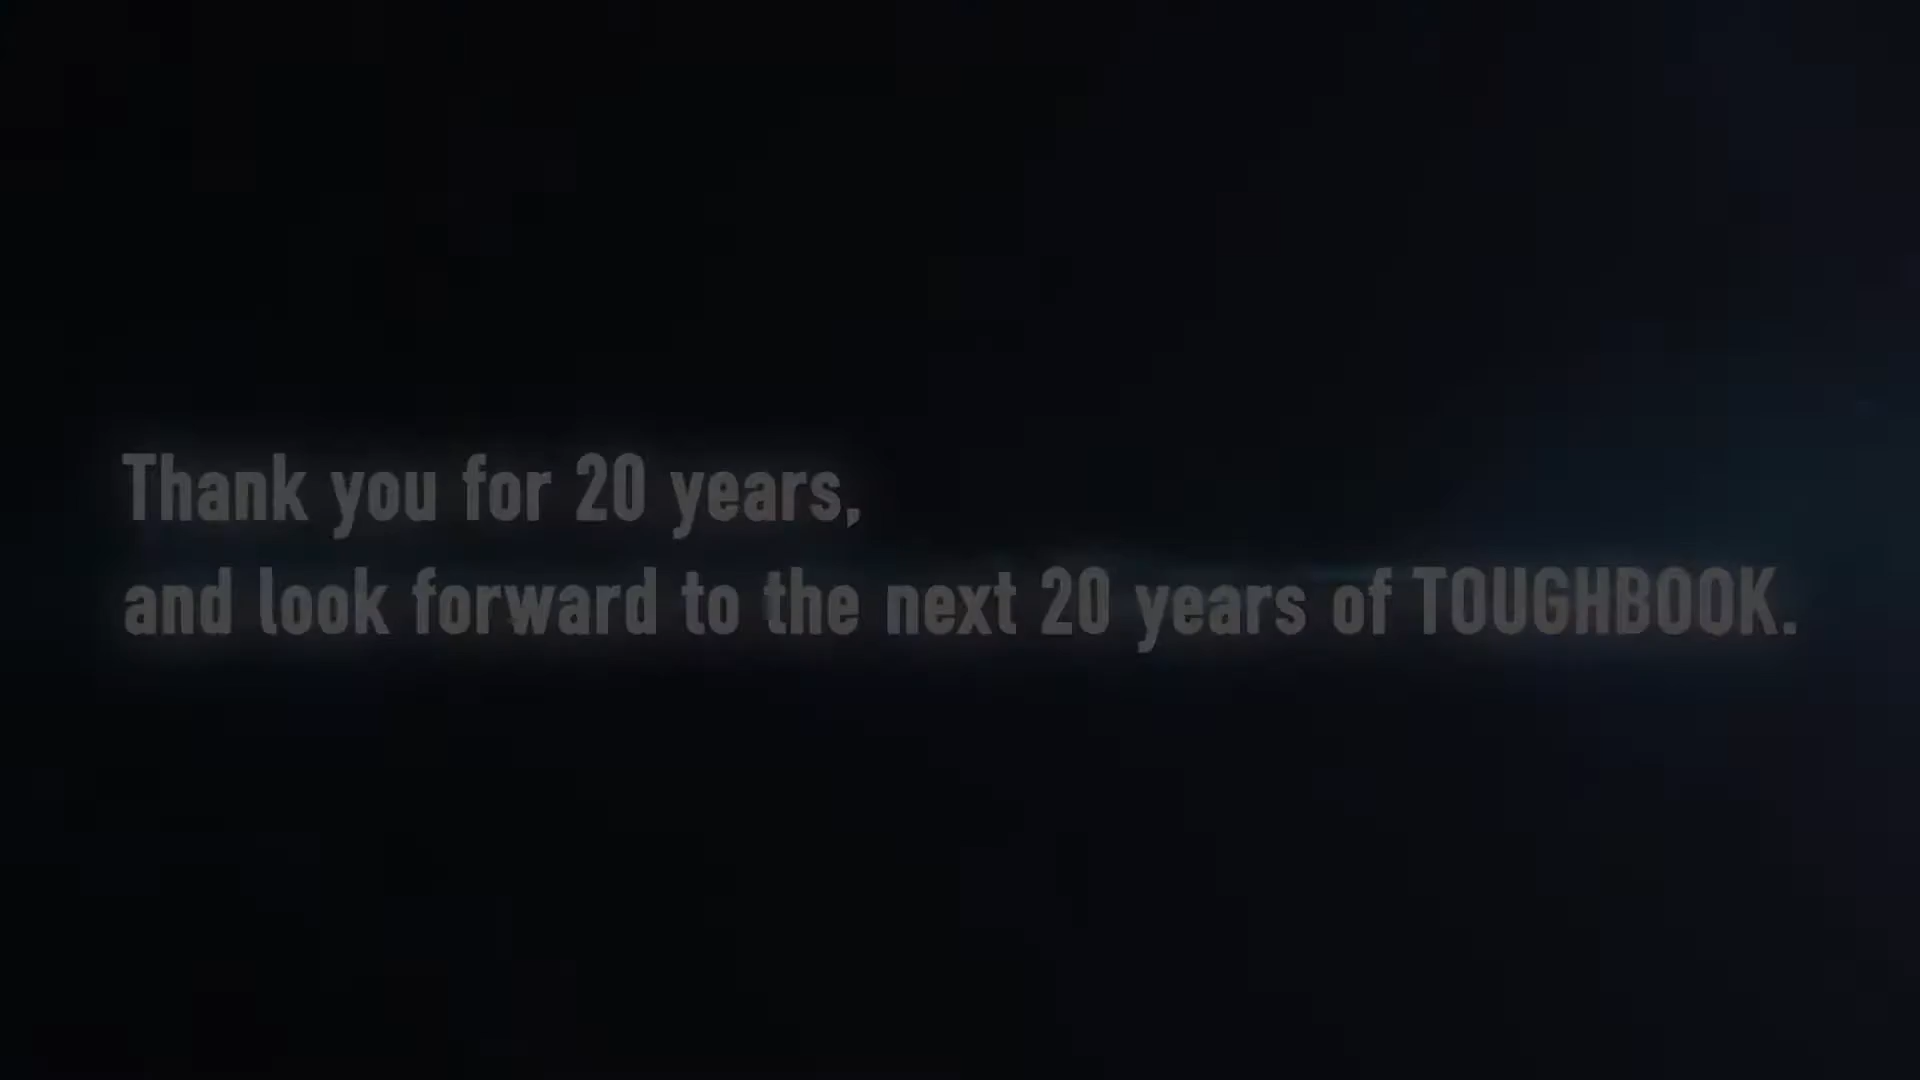 Thank you for 20 years,
and look forward to the next 20 years of TOUGHBOOK.